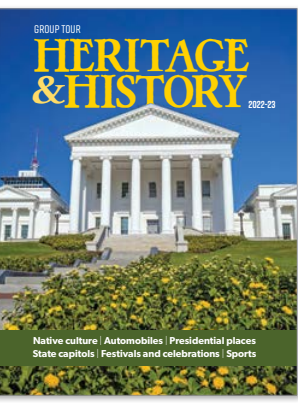 GROUP TOUR
HERITAGE
&HISTORY
2022-23
Native culture | Automobiles | Presidential places
State capitols | Festivals and celebrations | Sports